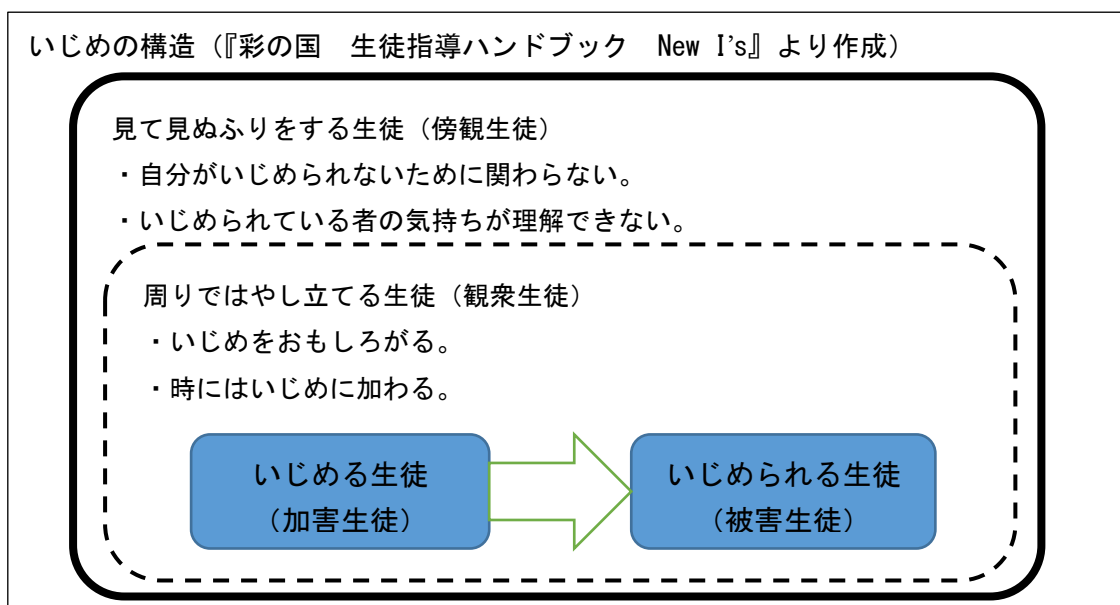 いじめの構造（『彩の国　生徒指導ハンドブック　New I’s』より作成）
見て見ぬふりをする生徒（傍観生徒）
・自分がいじめられないために関わらない。
・いじめられている者の気持ちが理解できない。
周りではやし立てる生徒（観衆生徒）
・いじめをおもしろがる。
・時にはいじめに加わる。
いじめる生徒
（加害生徒）
いじめられる生徒
（被害生徒）